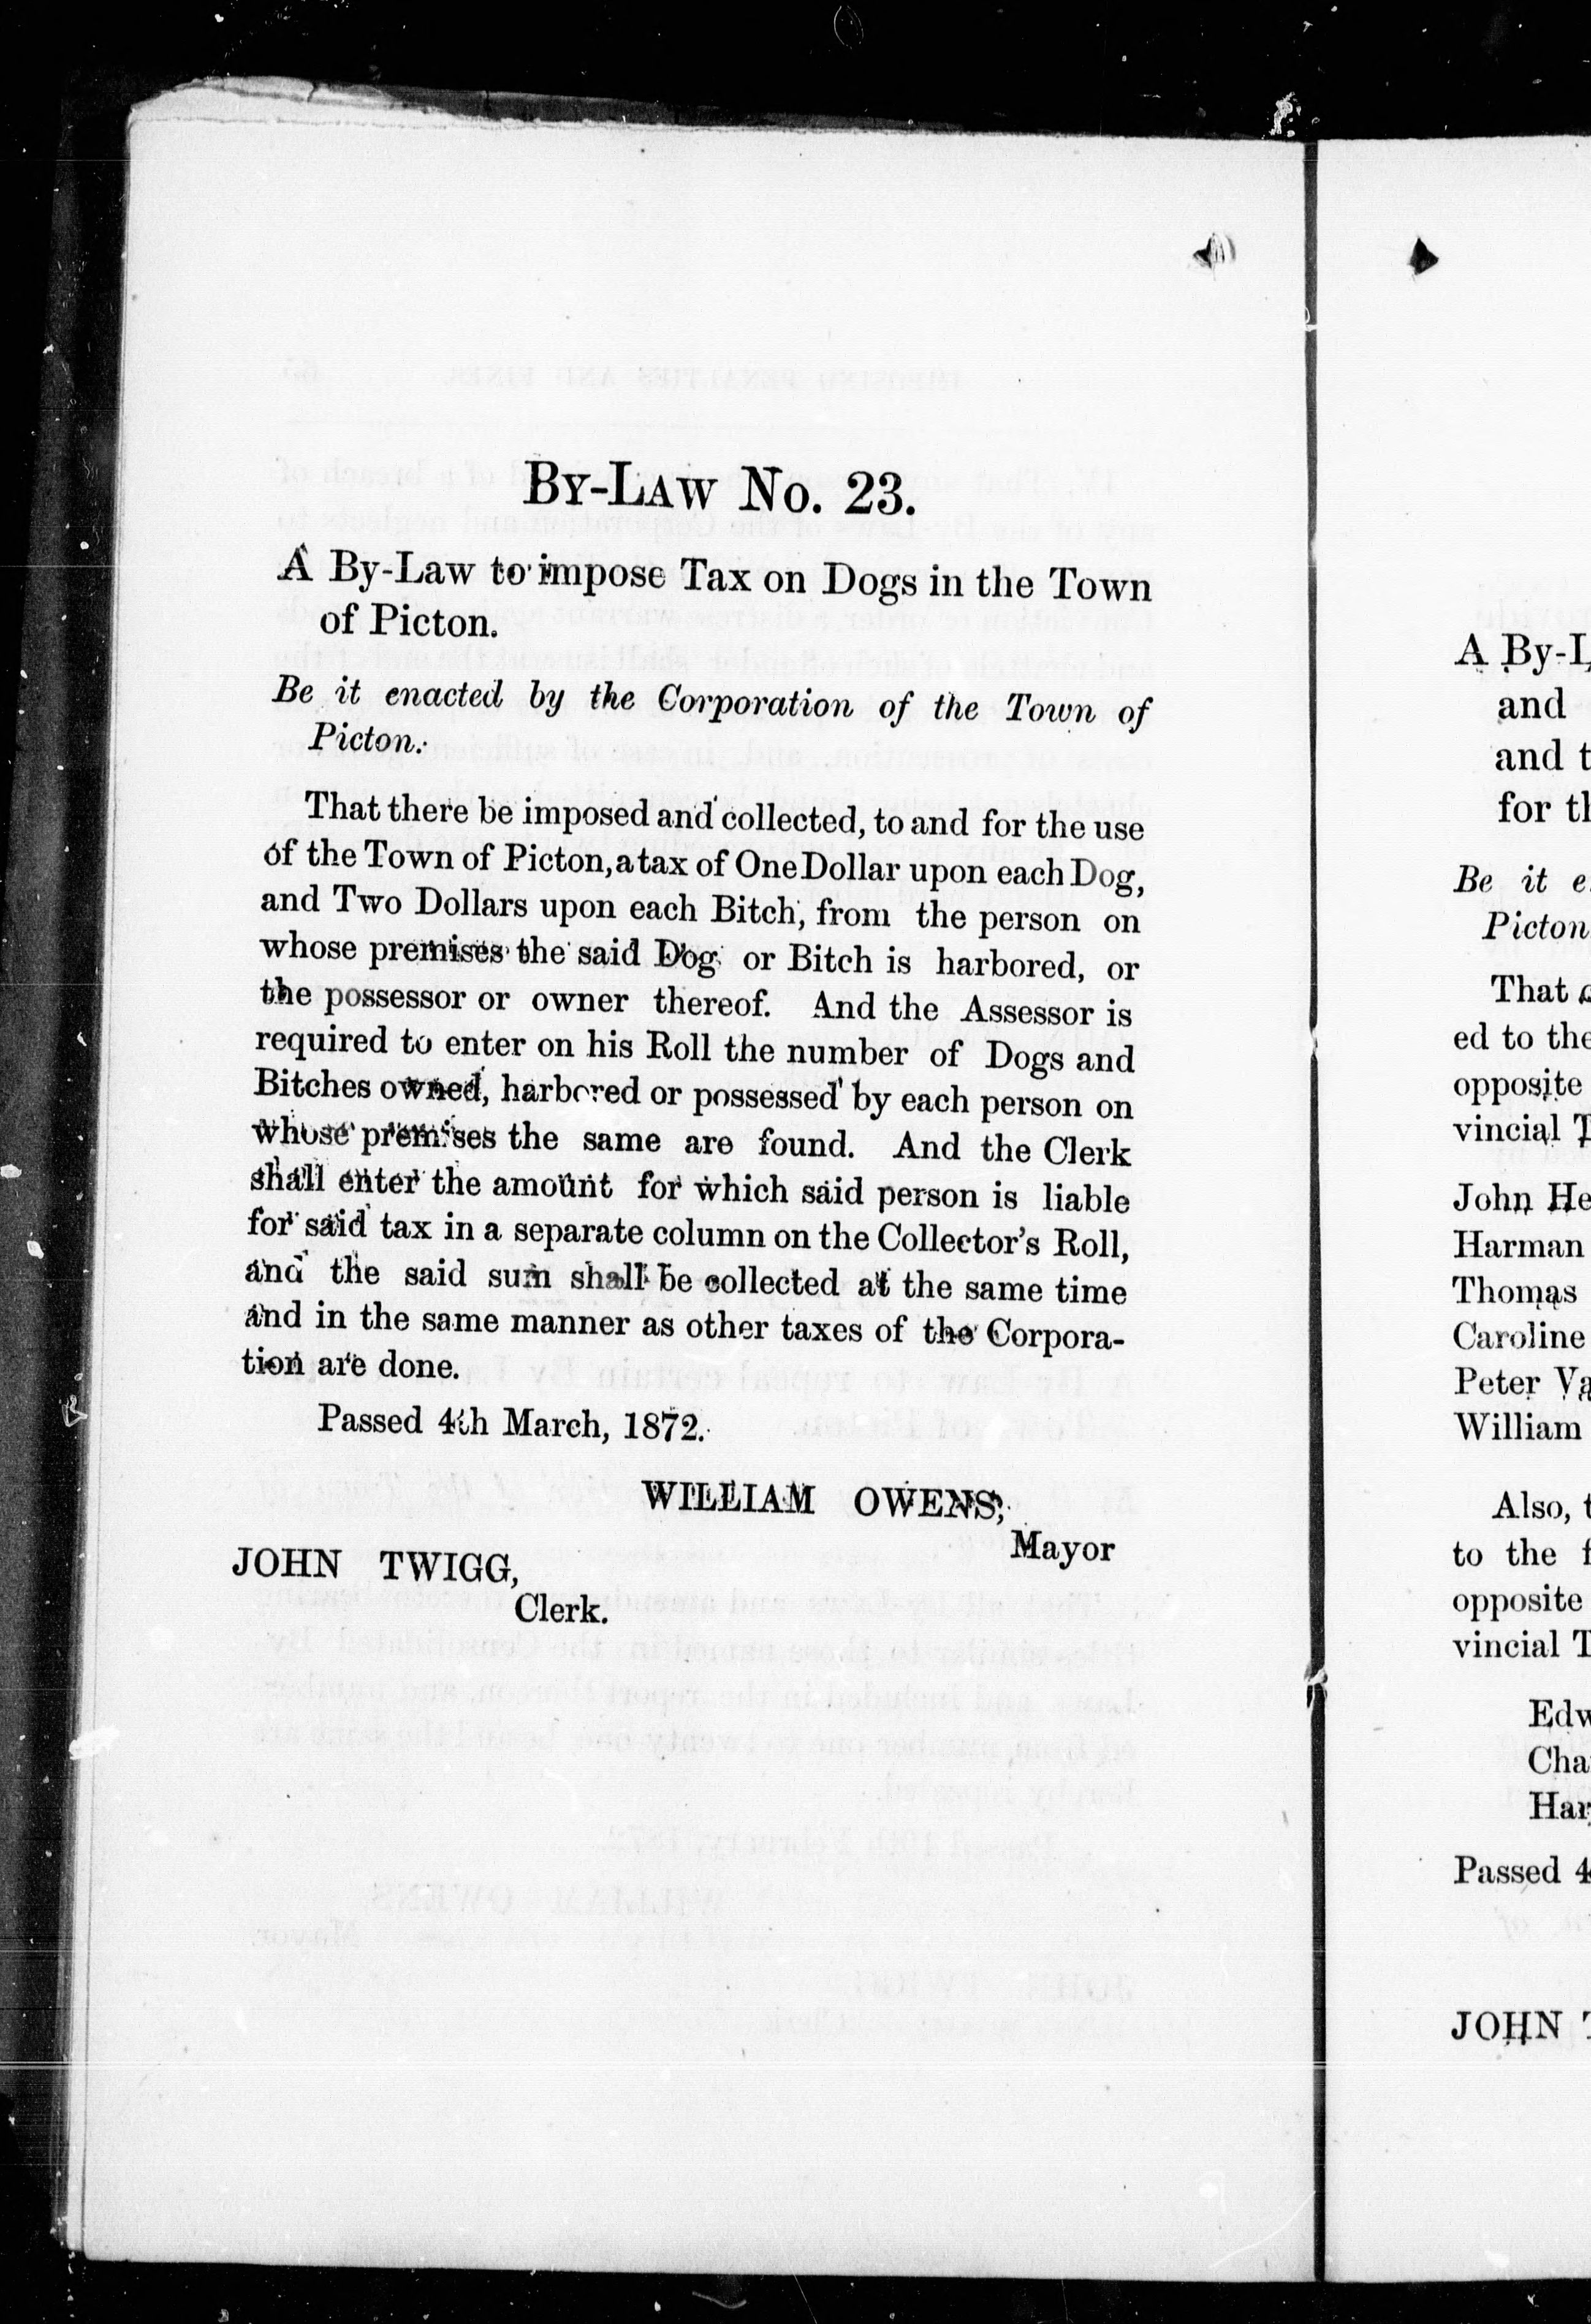 BY-LAW No. 23.
A By-Law to impose Tax on Dogs in the Town
of Picton.
Be it enacted by the Corporation of the Town of
Picton:
That there be imposed and collected, to and for the use
of the Town of Picton, a tax of One Dollar upon each Dog,
and Two Dollars upon each Bitch, from the person on
whose premises the said Dog or Bitch is harbored, or
the possessor or owner thereof. And the Assessor is
required to enter on his Roll the number of Dogs and
Bitches owned, harbored or possessed by each person on
whose premises the same are found. And the Clerk
shall enter the amount for which said person is liable
for said tax in a separate column on the Collector's Roll,
and the said sum shall be collected at the same time
and in the same manner as other taxes of the Corpora-
tion are done.
Passed 4th March, 1872.
WILLIAM OWENS,
Mayor
JOHN TWIGG,
Clerk.
A By-L
and
and t
for th
Be it e
Picton
That
ed to the
opposite
vincial T
John He
Harman
Thomas
Caroline
Peter Va
William
Also, t
to the f
opposite
vincial T
Edw
Cha
Har
Passed 4
JOHN T